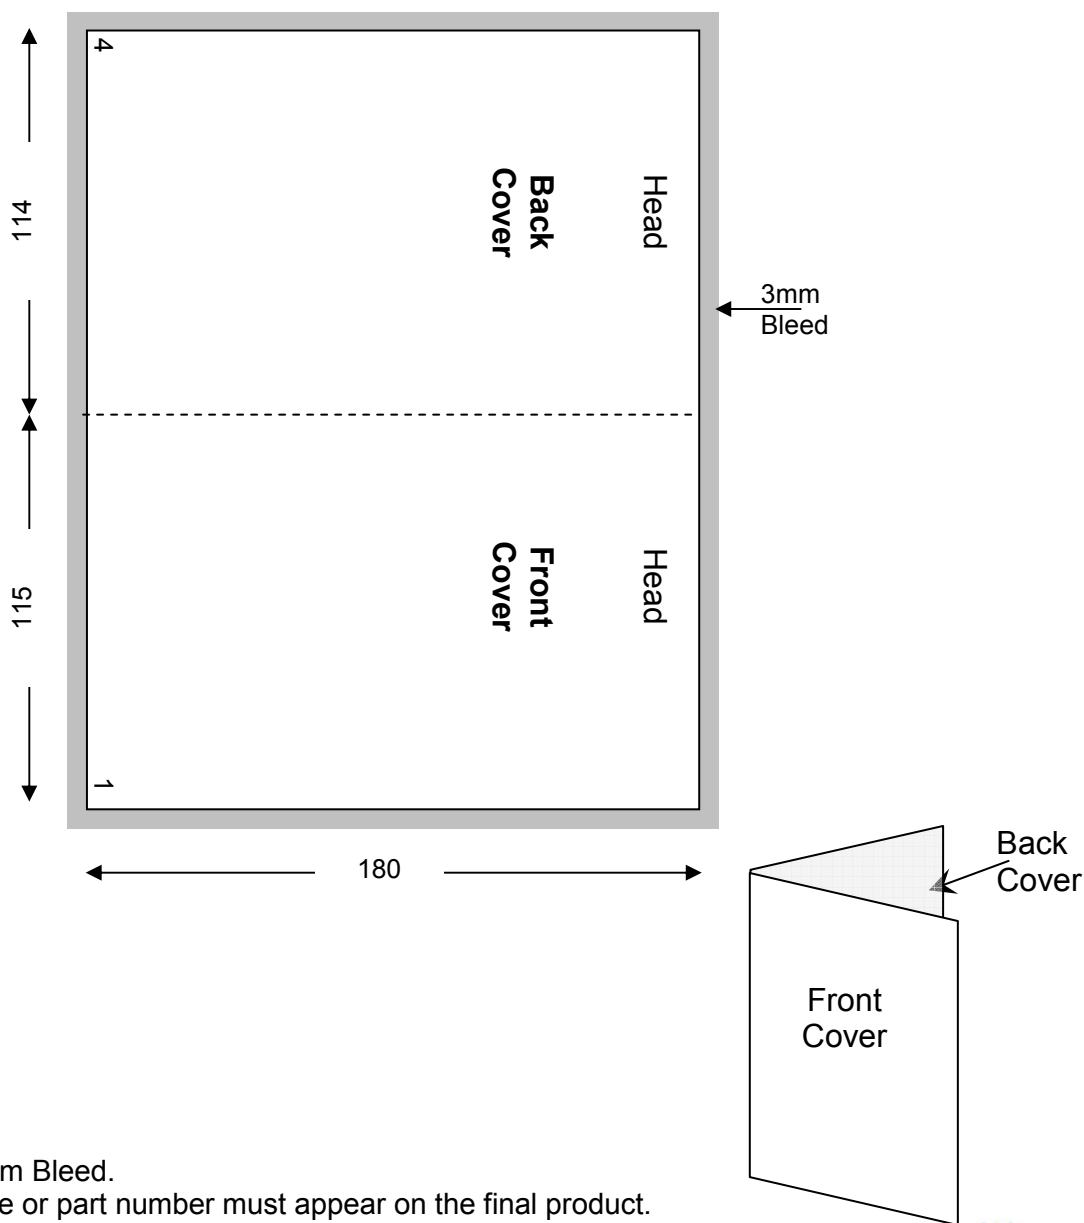 4
Back
Cover
Head
114
3mm
Bleed
Front
Cover
Head
115
1
180
Back
Cover
Front
Cover
m Bleed.
e or part number must appear on the final product.